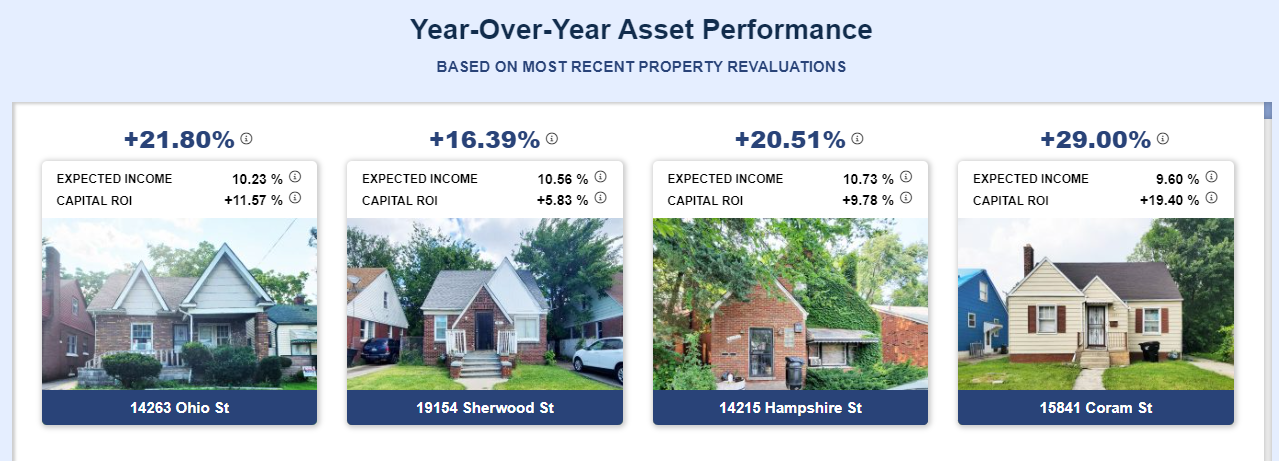 Year-Over-Year Asset Performance
BASED ON MOST RECENT PROPERTY REVALUATIONS
+21.80%
EXPECTED INCOME 10.23 %
CAPITAL ROI +11.57 %
14263 Ohio St
+16.39%
EXPECTED INCOME 10.56 %
CAPITAL ROI +5.83 %
19154 Sherwood St
+20.51%
EXPECTED INCOME 10.73 %
CAPITAL ROI +9.78 %
14215 Hampshire St
+29.00%
EXPECTED INCOME 9.60 %
CAPITAL ROI +19.40 %
15841 Coram St